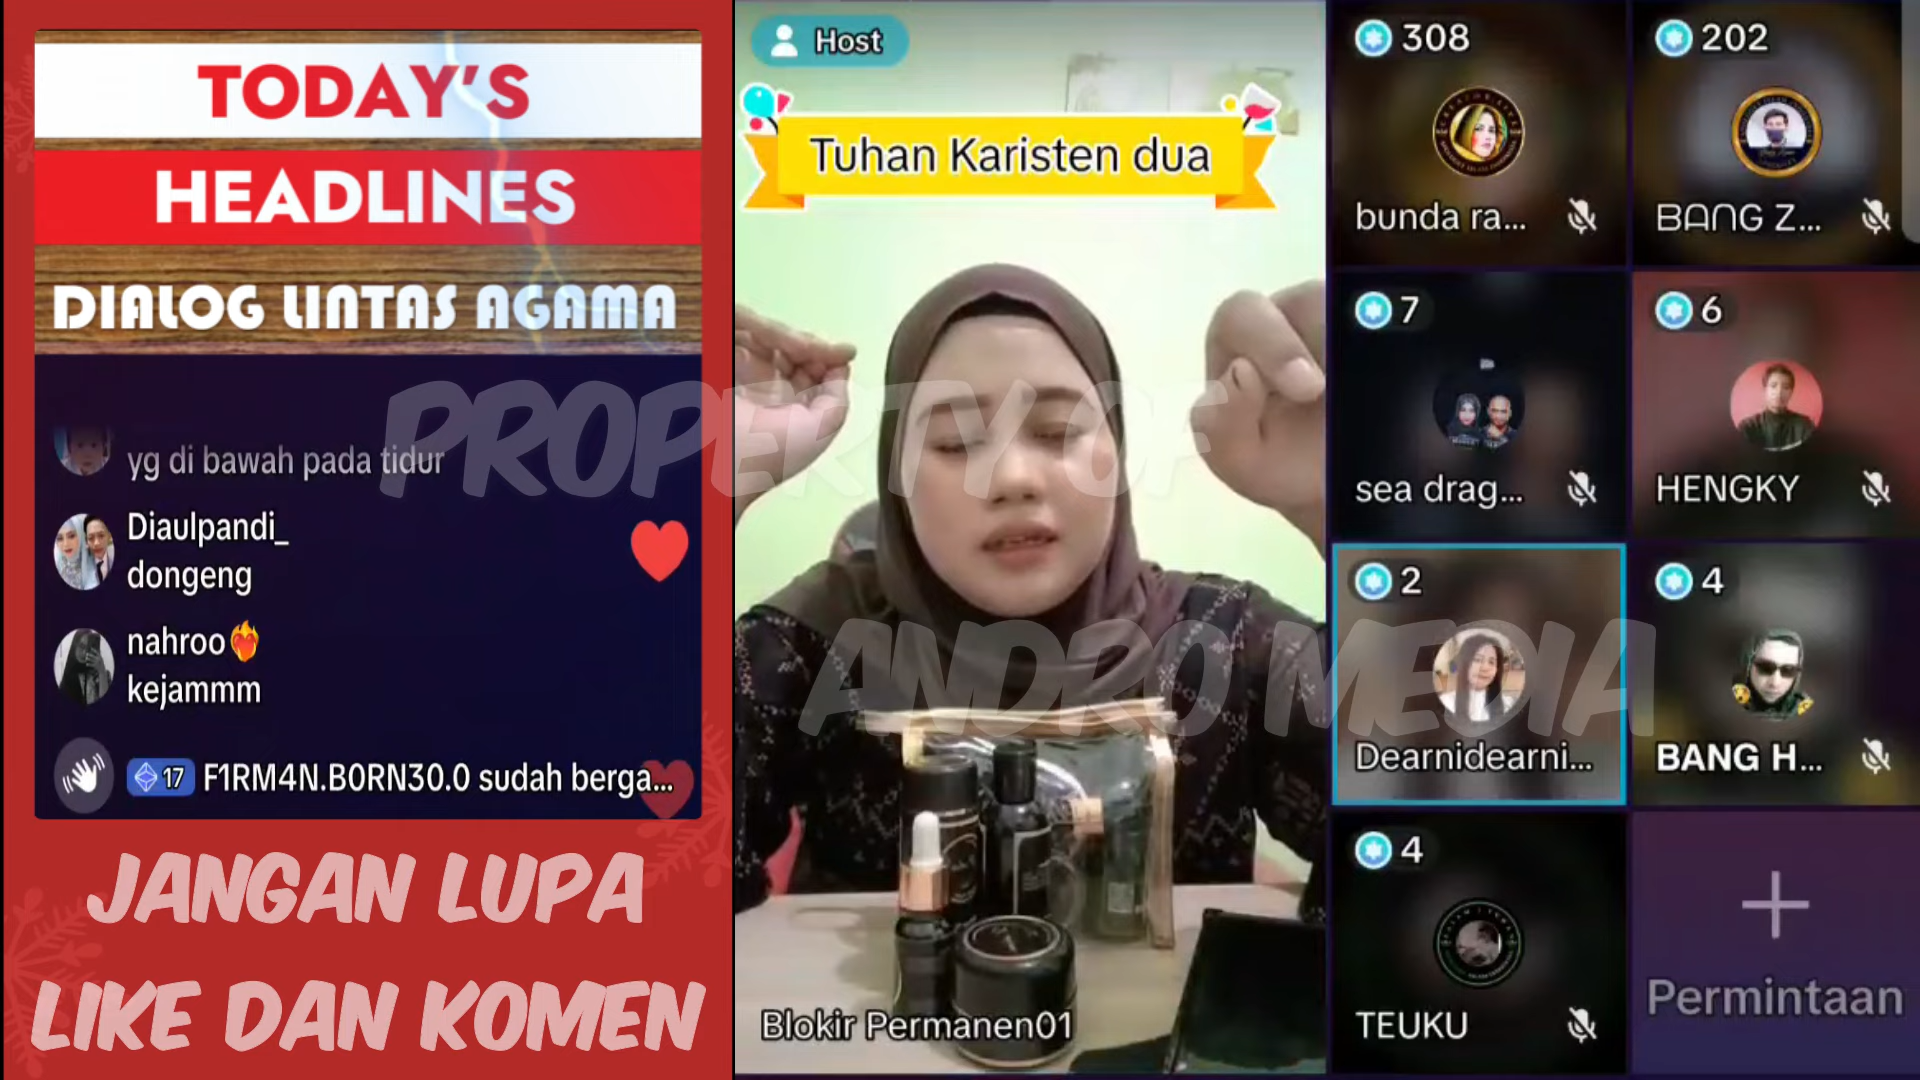 TODAY'S
HEADLINES
DIALOG LINTAS AGAMA
yg di bawah pada tidur
Diaulpandi_
dongeng
nahroo
kejammm
17 F1RM4N.B0RN30.0 sudah berga...
JANGAN LUPA
LIKE DAN KOMEN
Host
Tuhan Karisten dua
Blokir Permanen01
PROPERTY OF
ANDRO MEDIA
308
bunda ra...
202
BANG Z...
7
sea drag...
6
HENGKY
2
Dearnidearni...
4
BANG H...
4
TEUKU
Permintaan